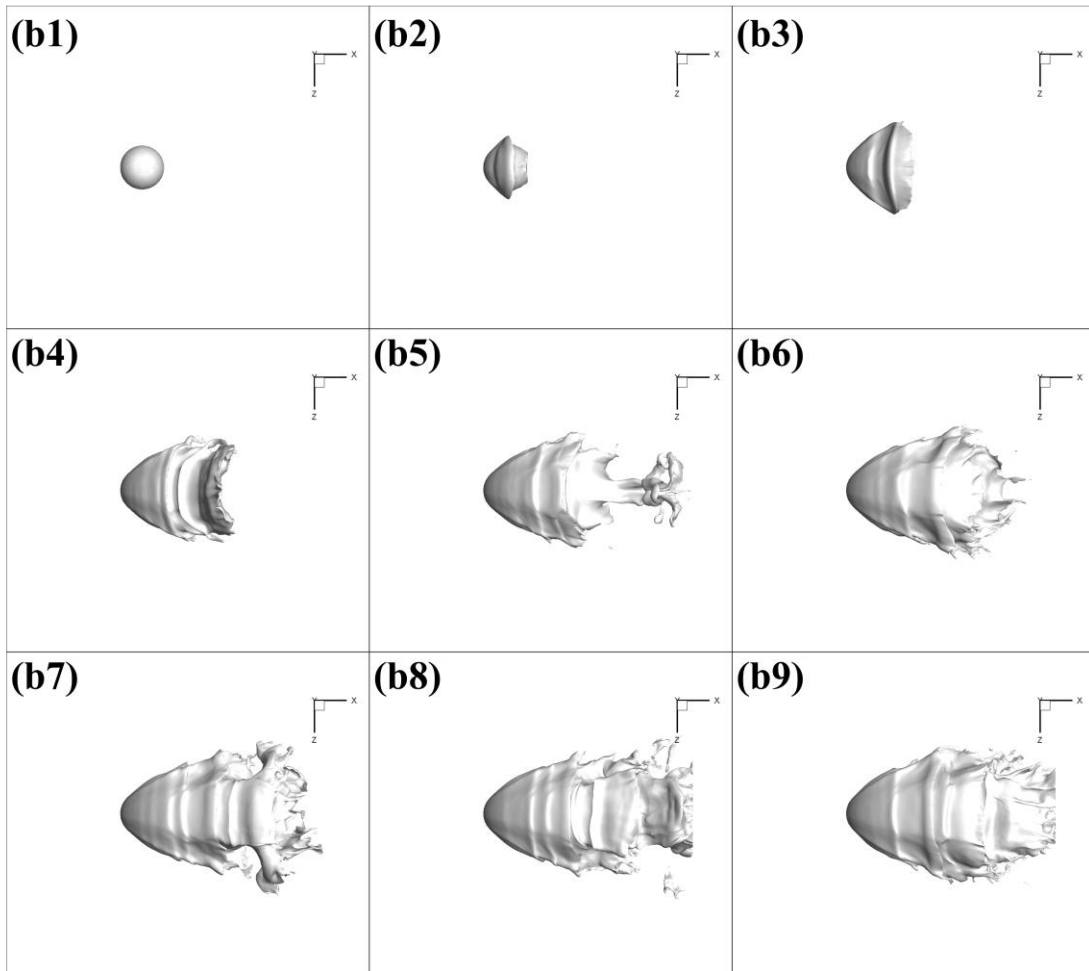 (b1) (b2) (b3)
Y X Y X Y X
Z Z Z
(b4) (b5) (b6)
Y X Y X Y X
Z Z Z
(b7) (b8) (b9)
Y X Y X Y X
Z Z Z